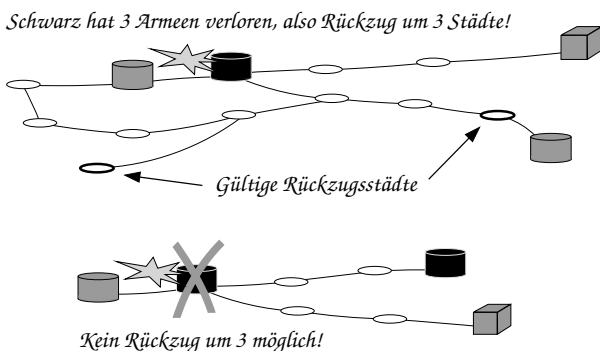 Schwarz hat 3 Armeen verloren, also Rückzug um 3 Städte!
Gültige Rückzugsstädte
Kein Rückzug um 3 möglich!